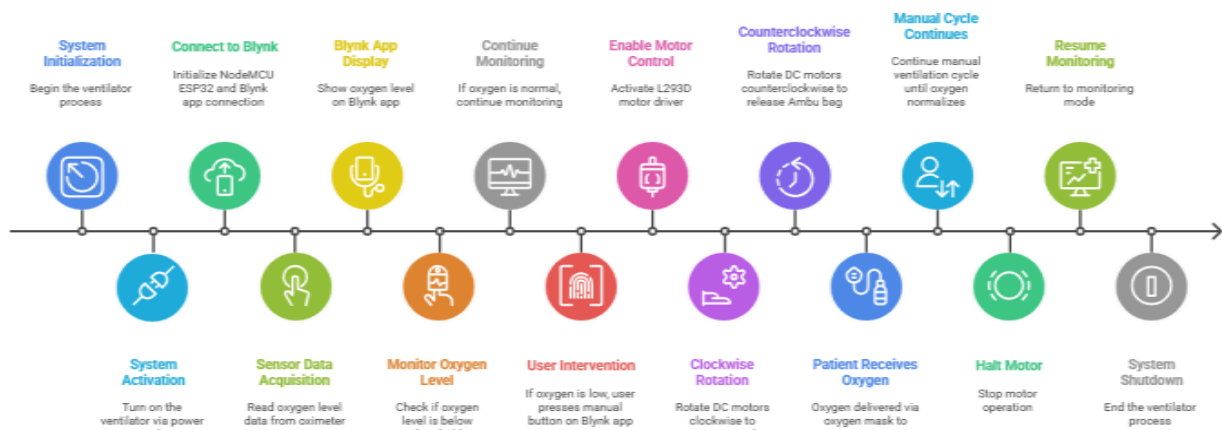 System
Initialization
Begin the ventilator
process
Connect to Blynk
Initialize NodeMCU
ESP32 and Blynk
app connection
Blynk App
Display
Show oxygen level
on Blynk app
Continue
Monitoring
If oxygen is normal,
continue monitoring
Enable Motor
Control
Activate L293D
motor driver
Counterclockwise
Rotation
Rotate DC motors
counterclockwise to
release Ambu bag
Manual Cycle
Continues
Continue manual
ventilation cycle
until oxygen
normalizes
Resume
Monitoring
Return to monitoring
mode
System
Activation
Turn on the
ventilator via power
Sensor Data
Acquisition
Read oxygen level
data from oximeter
Monitor Oxygen
Level
Check if oxygen
level is below
User Intervention
If oxygen is low, user
presses manual
button on Blynk app
Clockwise
Rotation
Rotate DC motors
clockwise to
Patient Receives
Oxygen
Oxygen delivered via
oxygen mask to
Halt Motor
Stop motor
operation
System
Shutdown
End the ventilator
process